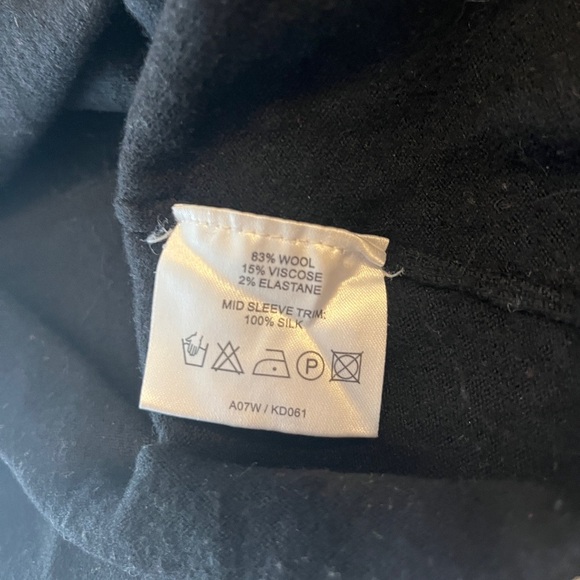 83% WOOL
15% VISCOSE
2% ELASTANE
MID SLEEVE TRIM:
100% SILK
P
A07W / KD061